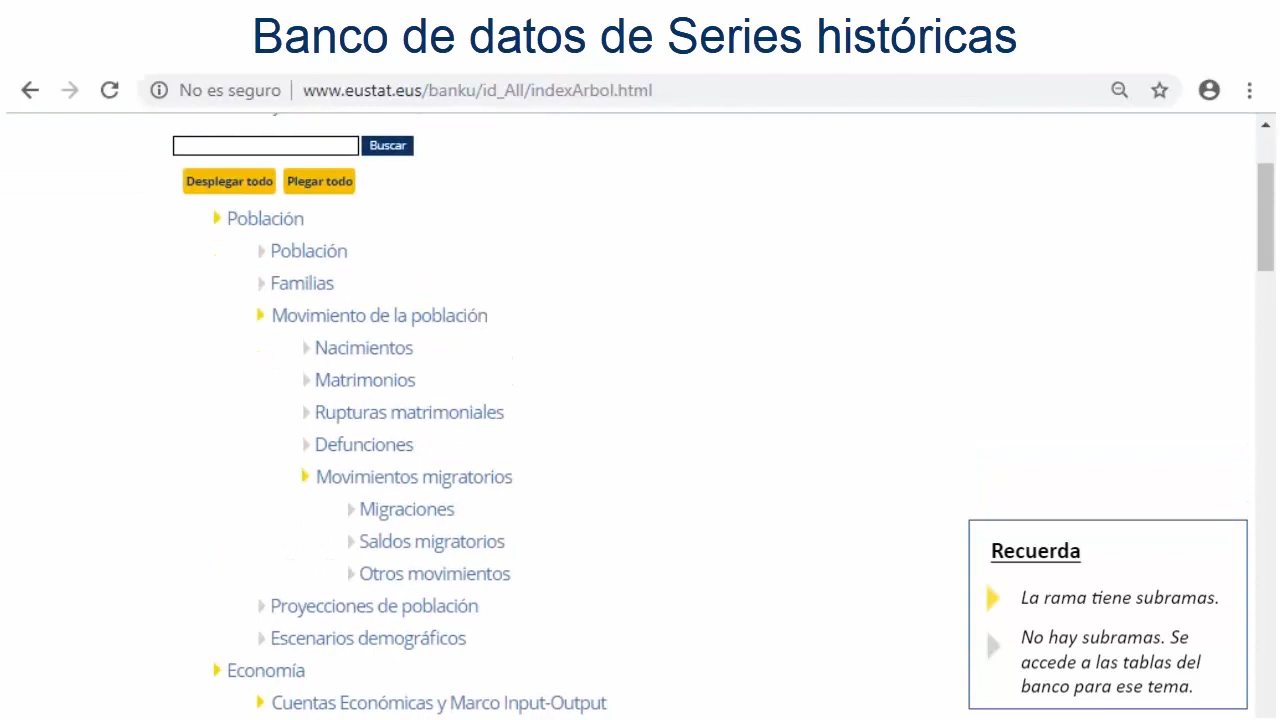 Banco de datos de Series históricas
No es seguro www.eustat.eus/banku/id_All/indexArbol.html
Buscar
Desplegar todo Plegar todo
Población
Población
Familias
Movimiento de la población
Nacimientos
Matrimonios
Rupturas matrimoniales
Defunciones
Movimientos migratorios
Migraciones
Saldos migratorios
Otros movimientos
Proyecciones de población
Escenarios demográficos
Economía
Cuentas Económicas y Marco Input-Output
Recuerda
La rama tiene subramas.
No hay subramas. Se
accede a las tablas del
banco para ese tema.